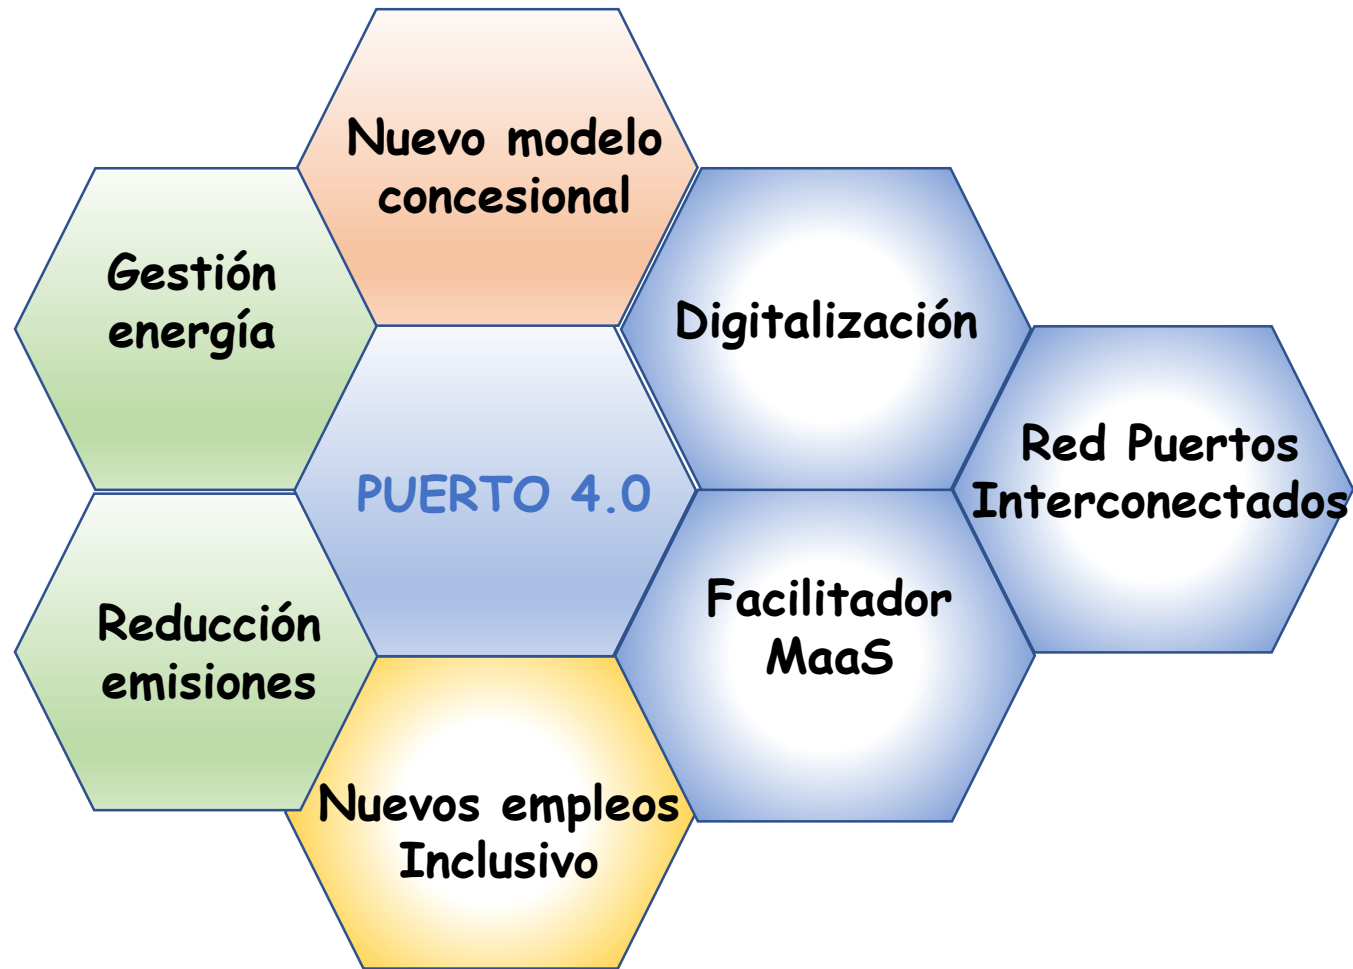 Nuevo modelo
concesional
Gestión
energía
Digitalización
Red Puertos
Interconectados
PUERTO 4.0
Facilitador
MaaS
Reducción
emisiones
Nuevos empleos
Inclusivo